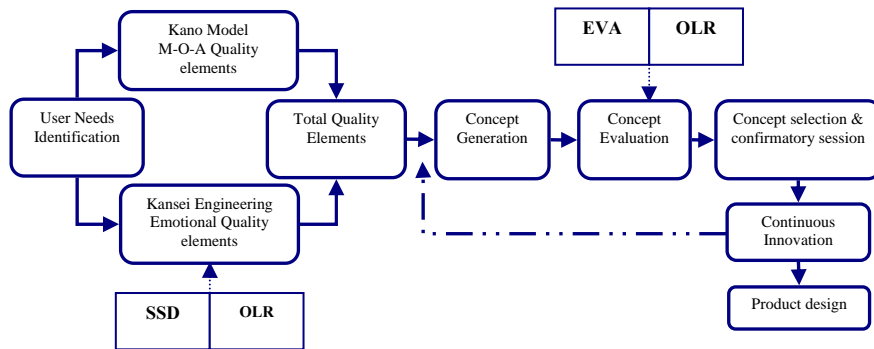 Kano Model
M-O-A Quality
elements
EVA
OLR
User Needs
Identification
Total Quality
Elements
Concept
Generation
Concept
Evaluation
Concept selection &
confirmatory session
Kansei Engineering
Emotional Quality
elements
Continuous
Innovation
SSD
OLR
Product design